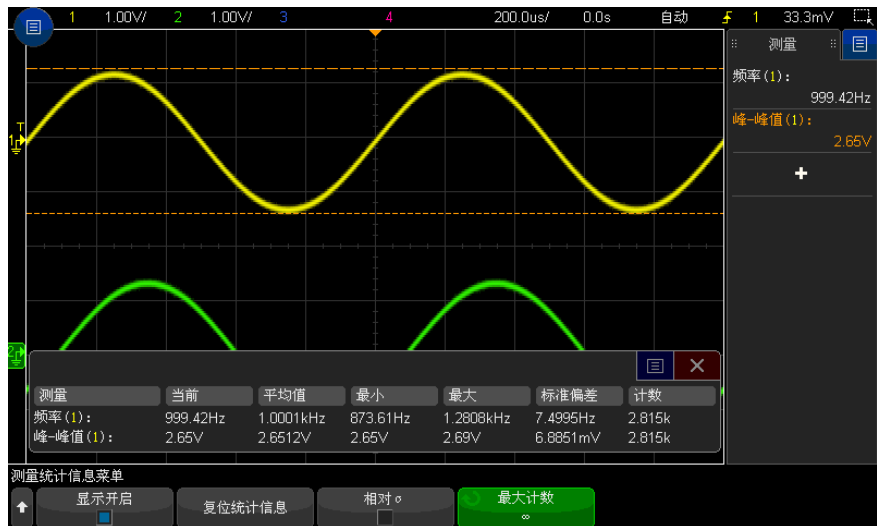 1 1.00V/ 2 1.00V/ 3 4 200.0us/ 0.0s 自动 1 33.3mV
测量
频率(1):
999.42Hz
峰-峰值(1):
2.65V
+
T
1
2
测量 当前 平均值 最小 最大 标准偏差 计数
频率(1): 999.42Hz 1.0001kHz 873.61Hz 1.2808kHz 7.4995Hz 2.815k
峰-峰值(1): 2.65V 2.6512V 2.65V 2.69V 6.8851mV 2.815k
测量统计信息菜单
显示开启 复位统计信息 相对 σ 最大计数
∞